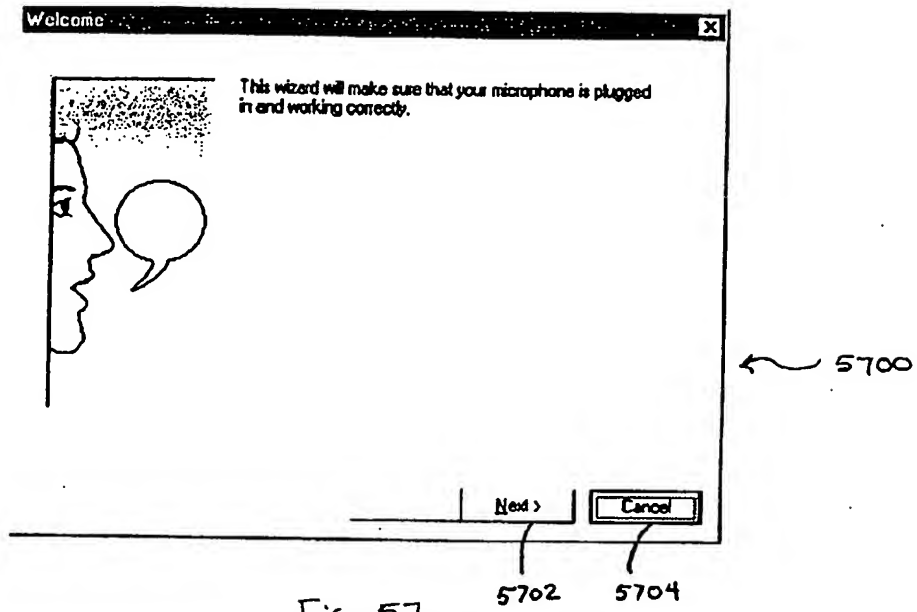 Welcome
This wizard will make sure that your microphone is plugged
in and working correctly.
5700
Next >
Cancel
5702
5704
Fig. 57